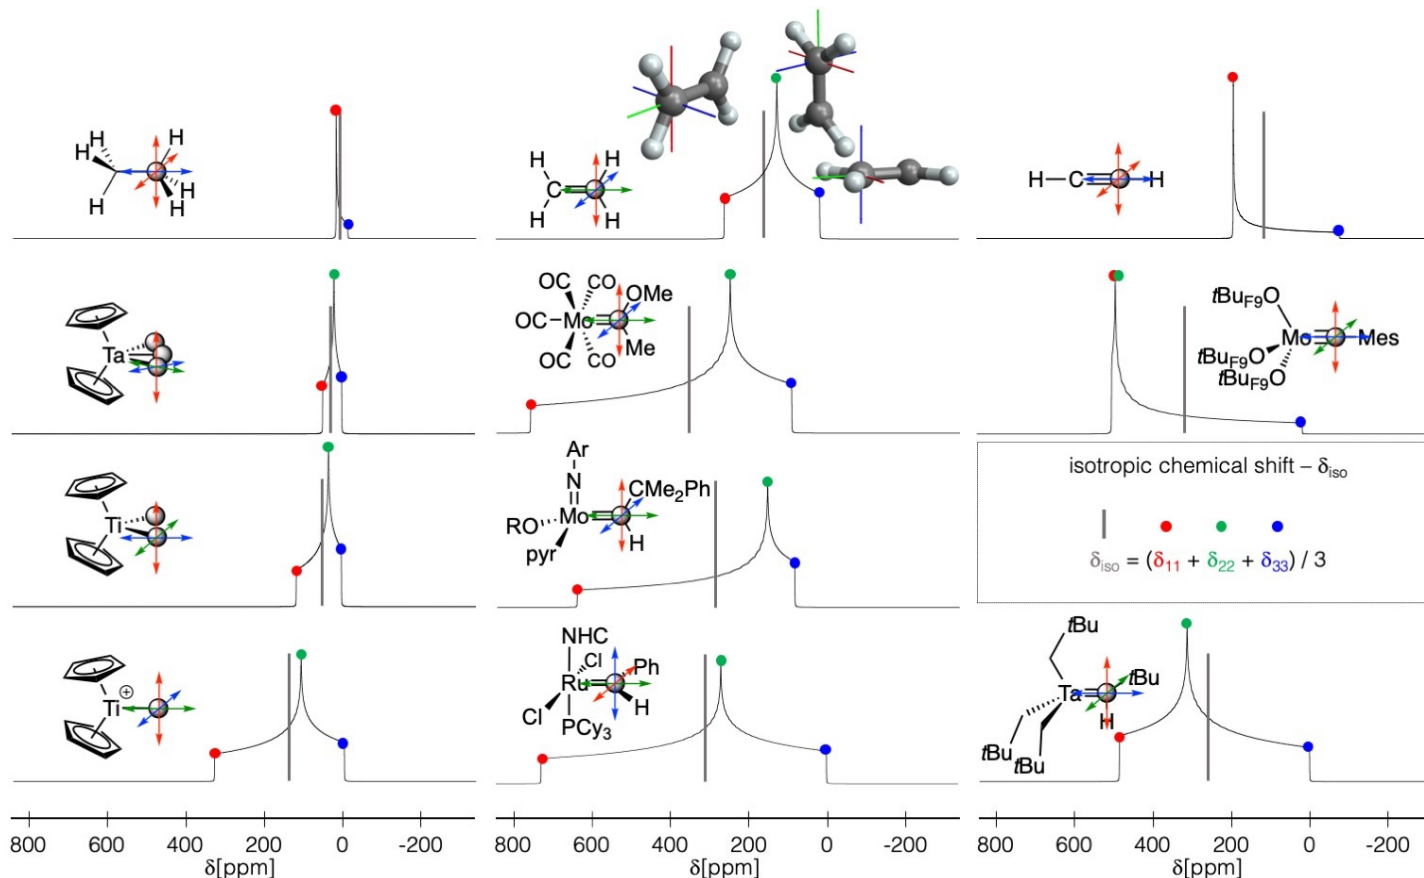 H
H
H
H
H
H
H
H
C
H
H
H–C
H
Ta
CO
OC
CO
OMe
OC
Mo
Me
OC
CO
tBuF9O
Mo
Mes
tBuF9O
tBuF9O
Ti
Ar
N
CMe2Ph
RO
Mo
H
pyr
isotropic chemical shift – δiso
δiso = (δ11 + δ22 + δ33) / 3
Ti
⊕
NHC
Cl
Ph
Ru
H
Cl
PCy3
tBu
Ta
tBu
H
tBu
tBu
800 600 400 200 0 -200
δ[ppm]
800 600 400 200 0 -200
δ[ppm]
800 600 400 200 0 -200
δ[ppm]